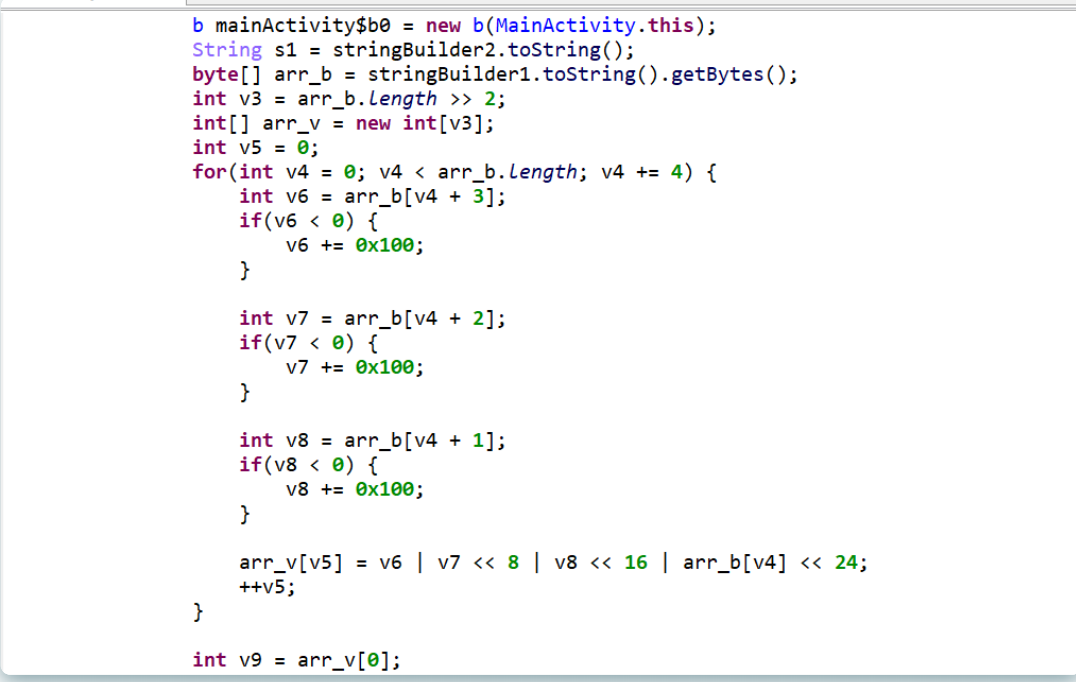 b mainActivity$b0 = new b(MainActivity.this);
String s1 = stringBuilder2.toString();
byte[] arr_b = stringBuilder1.toString().getBytes();
int v3 = arr_b.length >> 2;
int[] arr_v = new int[v3];
int v5 = 0;
for(int v4 = 0; v4 < arr_b.length; v4 += 4) {
    int v6 = arr_b[v4 + 3];
    if(v6 < 0) {
        v6 += 0x100;
    }

    int v7 = arr_b[v4 + 2];
    if(v7 < 0) {
        v7 += 0x100;
    }

    int v8 = arr_b[v4 + 1];
    if(v8 < 0) {
        v8 += 0x100;
    }

    arr_v[v5] = v6 | v7 << 8 | v8 << 16 | arr_b[v4] << 24;
    ++v5;
}

int v9 = arr_v[0];